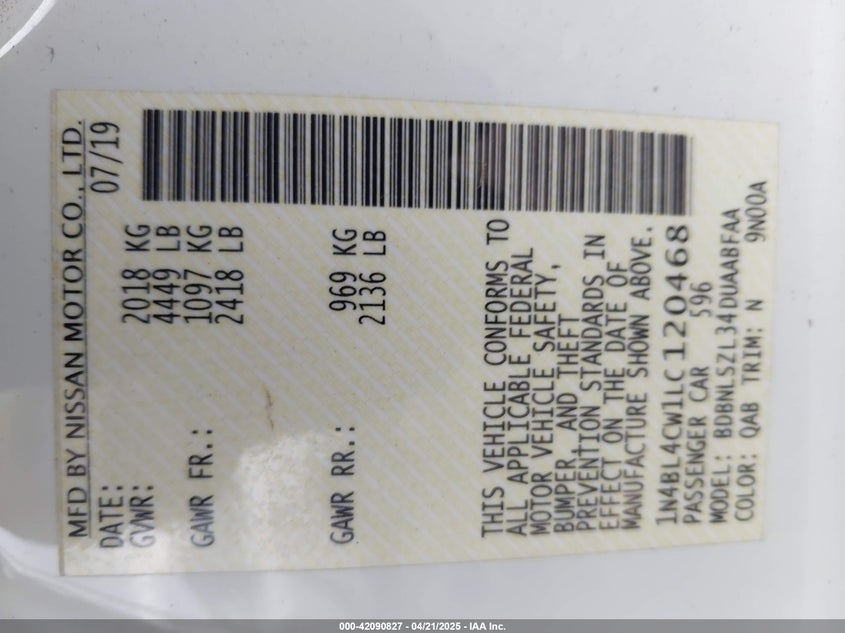 MFD BY NISSAN MOTOR CO., LTD.
DATE: 07/19
GVWR: 2018 KG
4449 LB
GAWR FR.: 1097 KG
2418 LB
GAWR RR.: 969 KG
2136 LB
THIS VEHICLE CONFORMS TO
ALL APPLICABLE FEDERAL
MOTOR VEHICLE SAFETY,
BUMPER, AND THEFT
PREVENTION STANDARDS IN
EFFECT ON THE DATE OF
MANUFACTURE SHOWN ABOVE.
1N4BL4CW1LC120468
PASSENGER CAR 596
MODEL: BDBNLSZL34DUAABFAA
COLOR: QAB TRIM: N 9N00A
000-42090827 - 04/21/2025 - IAA Inc.